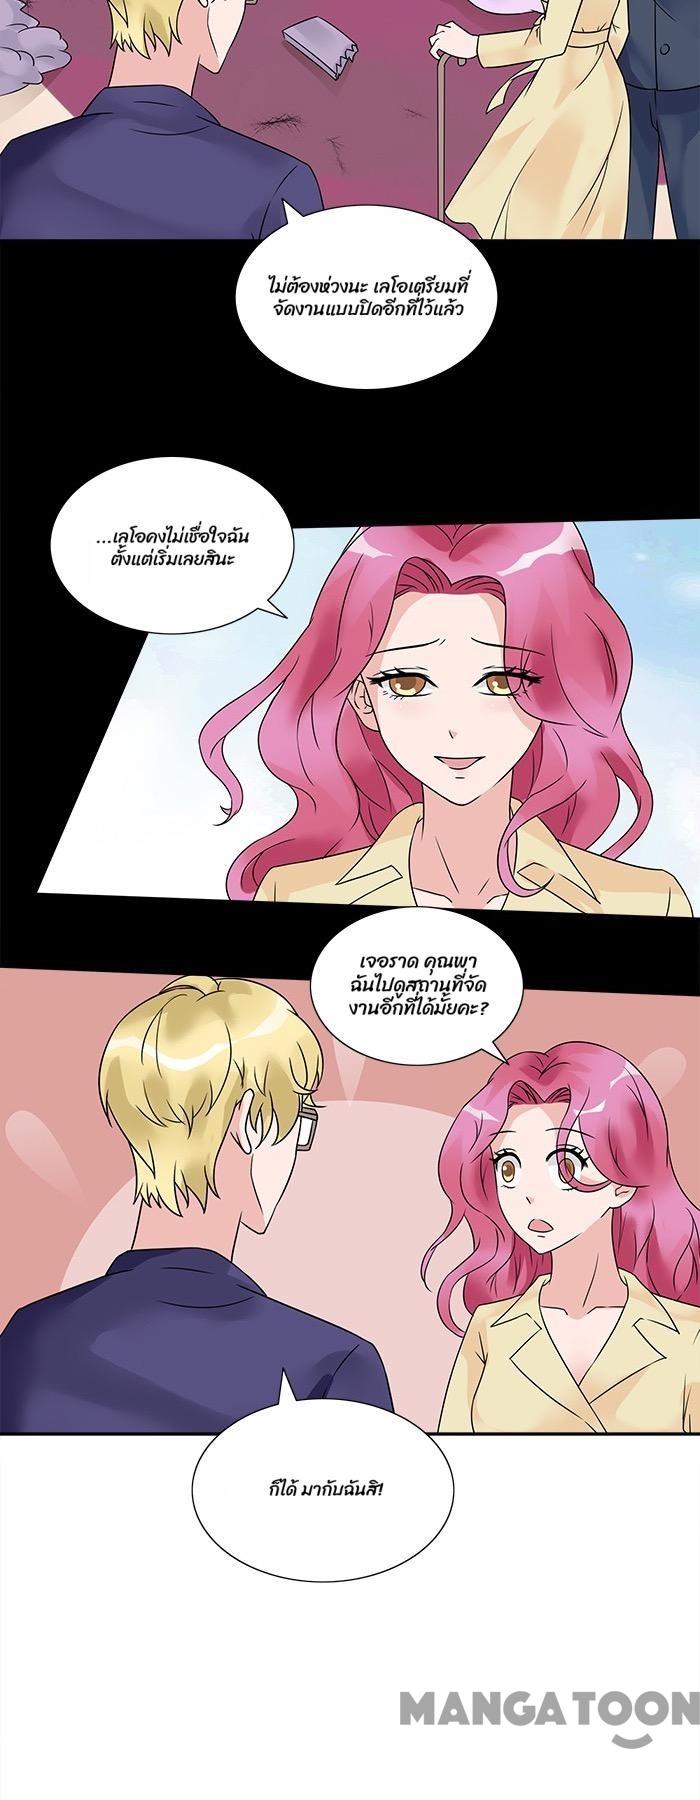 ไม่ต้องห่วงนะ เลโอเตรียมที่
จัดงานแบบปิดอีกที่ไว้แล้ว
...เลโอคงไม่เชื่อใจฉัน
ตั้งแต่เริ่มเลยสินะ
เจอราด คุณพา
ฉันไปดูสถานที่จัด
งานอีกที่ได้มั้ยคะ?
ก็ได้ มากับฉันสิ!
MANGATOON